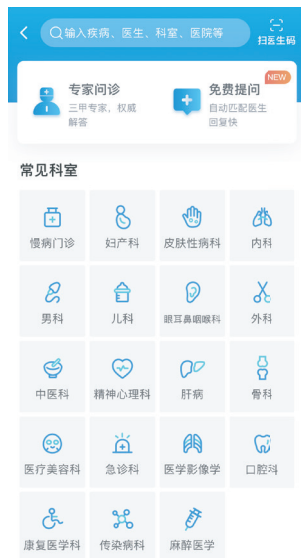 输入疾病、医生、科室、医院等
扫医生码
专家问诊
三甲专家，权威
解答
NEW
免费提问
自动匹配医生
回复快
常见科室
慢病门诊
妇产科
皮肤性病科
内科
男科
儿科
眼耳鼻咽喉科
外科
中医科
精神心理科
肝病
骨科
医疗美容科
急诊科
医学影像学
口腔科
康复医学科
传染病科
麻醉医学